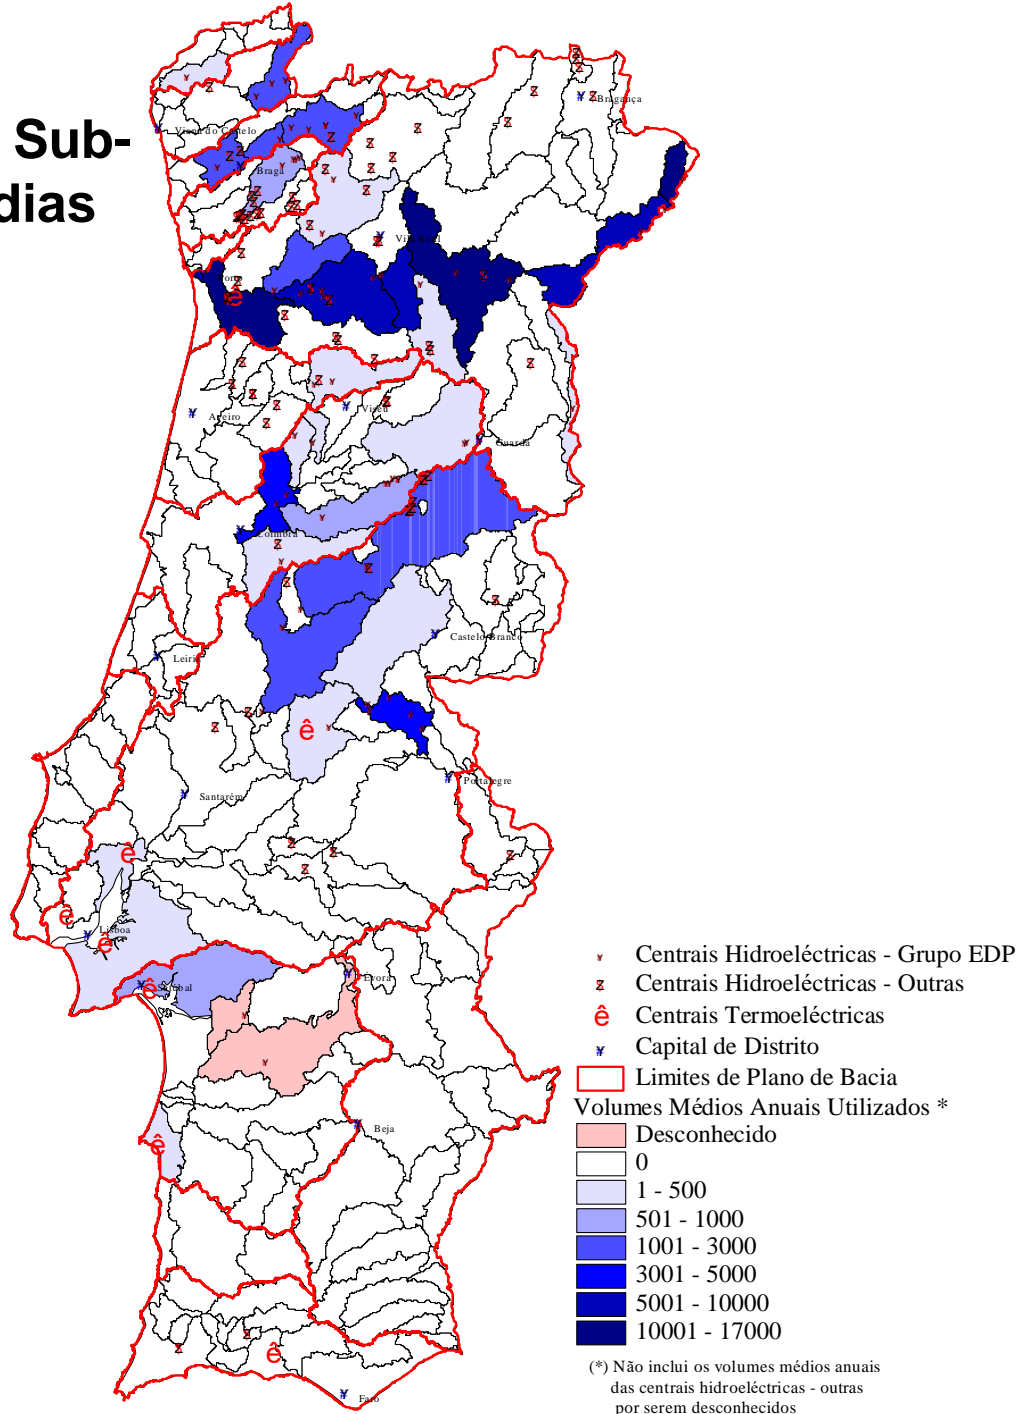 Sub-
dias
Bragança
Viana do Castelo
Braga
Vila Real
Porto
Aveiro
Viseu
Guarda
Coimbra
Castelo Branco
Leiria
Portalegre
Santarém
Lisboa
Setúbal
Évora
Beja
Faro
Centrais Hidroeléctricas - Grupo EDP
Centrais Hidroeléctricas - Outras
ê Centrais Termoeléctricas
¥ Capital de Distrito
Limites de Plano de Bacia
Volumes Médios Anuais Utilizados *
Desconhecido
0
1 - 500
501 - 1000
1001 - 3000
3001 - 5000
5001 - 10000
10001 - 17000
(*) Não inclui os volumes médios anuais
das centrais hidroeléctricas - outras
por serem desconhecidos